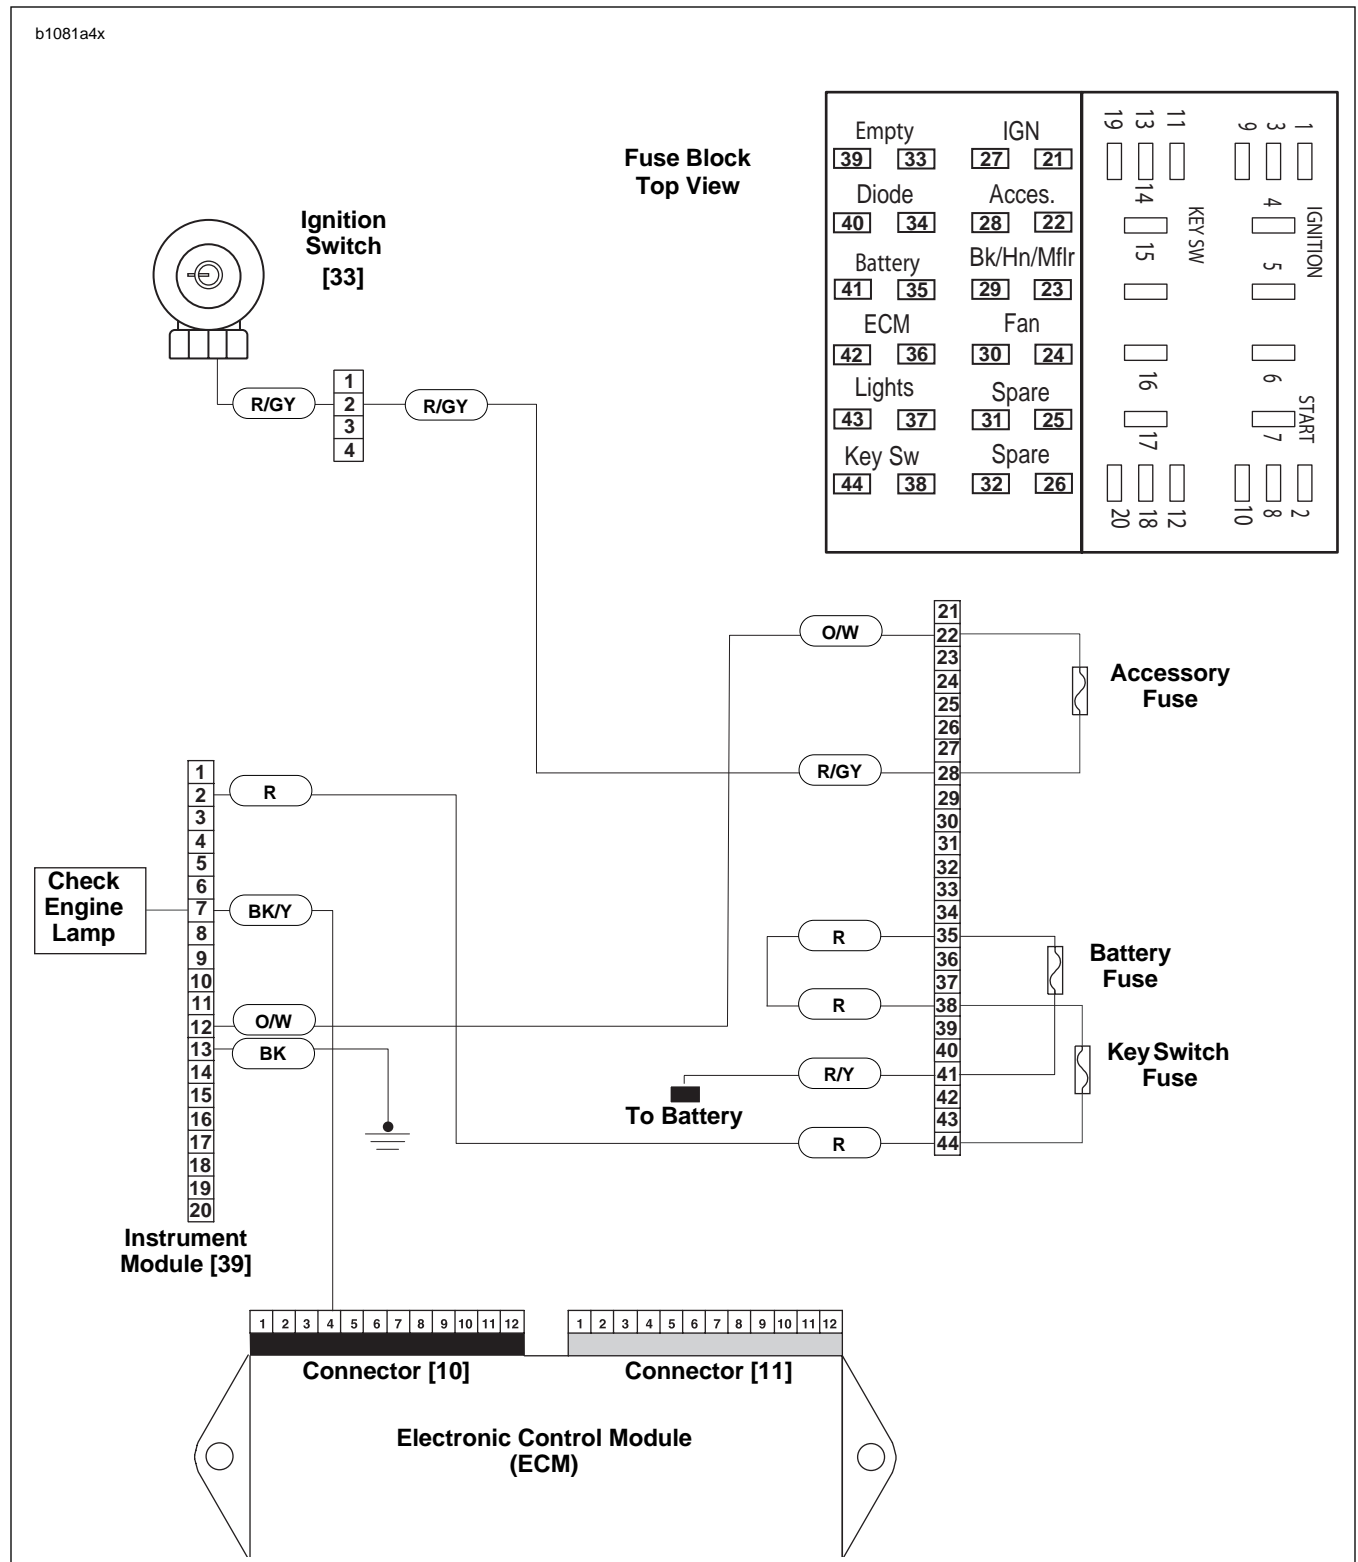 b1081a4x
Fuse Block
Top View
Empty IGN
39 33 27 21
Diode Acces.
40 34 28 22
Battery Bk/Hn/Mflr
41 35 29 23
ECM Fan
42 36 30 24
Lights Spare
43 37 31 25
Key Sw Spare
44 38 32 26
19 13 11 9 3 1
14 4
KEY SW IGNITION
15 5
16 6
START
17 7
20 18 12 10 8 2
Ignition
Switch
[33]
R/GY
1
2
3
4
R/GY
O/W
R/GY
21
22
23
24
25
26
27
28
29
30
31
32
33
34
35
36
37
38
39
40
41
42
43
44
Accessory
Fuse
Battery
Fuse
Key Switch
Fuse
R
R
R/Y
To Battery
R
1
2
3
4
5
6
7
8
9
10
11
12
13
14
15
16
17
18
19
20
R
Check
Engine
Lamp
BK/Y
O/W
BK
Instrument
Module [39]
1 2 3 4 5 6 7 8 9 10 11 12
1 2 3 4 5 6 7 8 9 10 11 12
Connector [10]
Connector [11]
Electronic Control Module
(ECM)